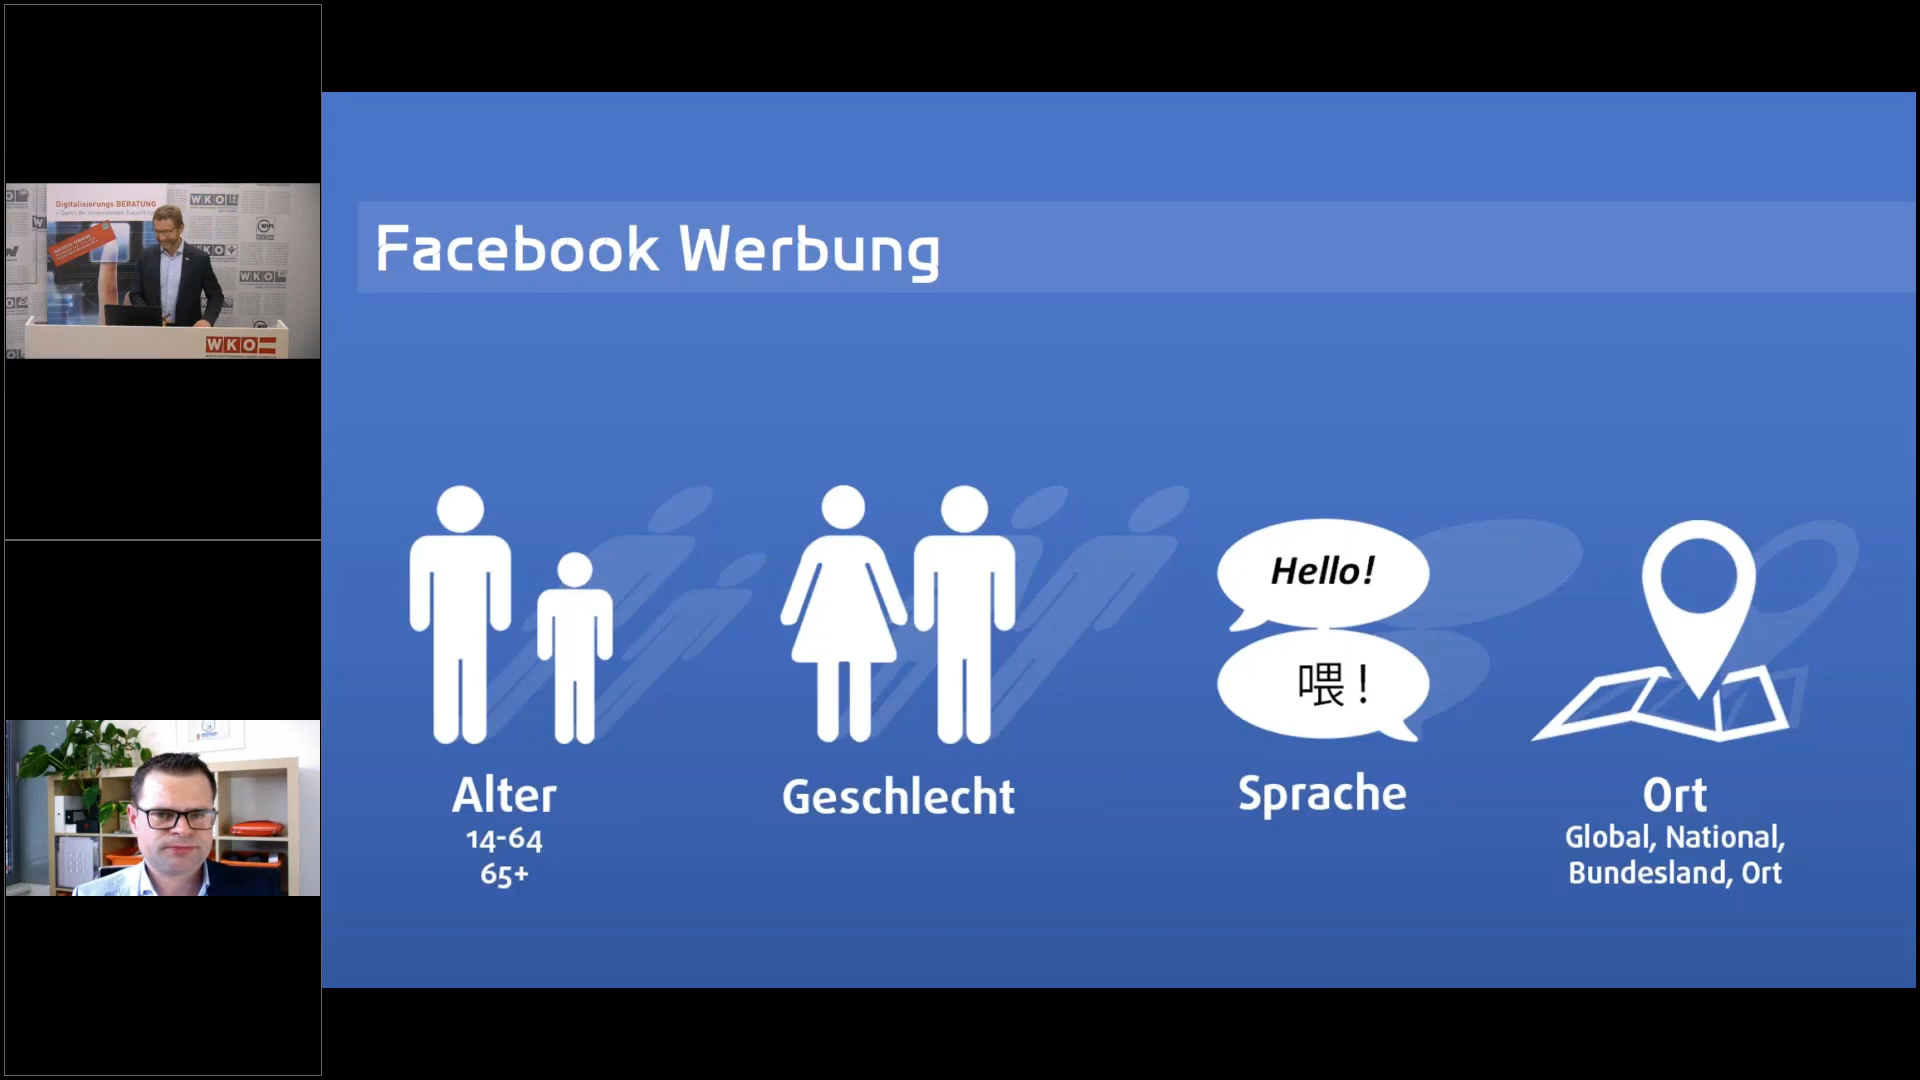 Digitalisierungs BERATUNG
WKO
WKO
WKO
WIFI
WKO
Facebook Werbung
Hello!
喂！
Alter
14-64
65+
Geschlecht
Sprache
Ort
Global, National,
Bundesland, Ort